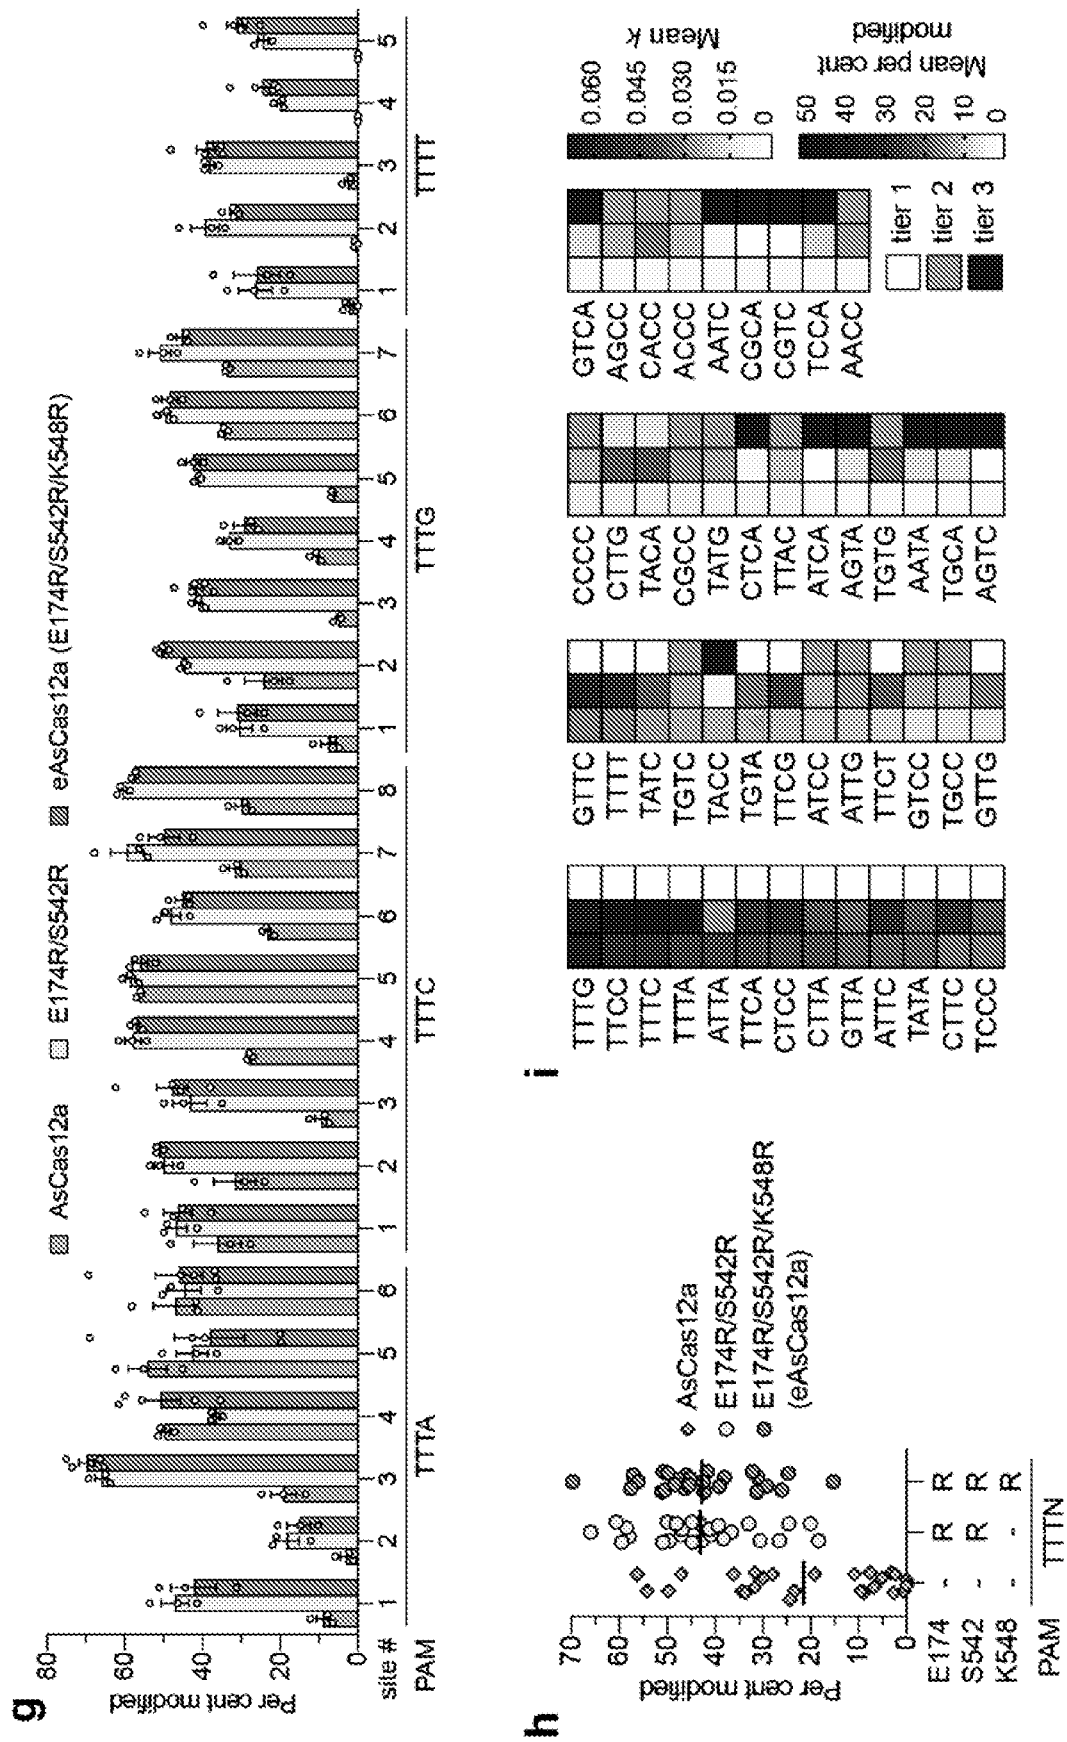 g
AsCas12a
E174R/S542R
eAsCas12a (E174R/S542R/K548R)
Per cent modified
80
60
40
20
0
site #
1 2 3 4 5 6
1 2 3 4 5 6 7 8
1 2 3 4 5 6 7
1 2 3 4 5
PAM
TTTA
TTTC
TTTG
TTTT
h
Per cent modified
70
60
50
40
30
20
10
0
AsCas12a
E174R/S542R
E174R/S542R/K548R
(eAsCas12a)
E174 - R R
S542 - R R
K548 - - R
PAM TTTN
i
TTTG
TTCC
TTTC
TTTA
ATTA
TTCA
CTCC
CTTA
GTTA
ATTC
TATA
CTTC
TCCC
GTTC
TTTT
TATC
TGTC
TACC
TGTA
TTCG
ATCC
ATTG
TTCT
GTCC
TGCC
GTTG
CCCC
CTTG
TACA
CGCC
TATG
CTCA
TTAC
ATCA
AGTA
TGTG
AATA
TGCA
AGTC
GTCA
AGCC
CACC
ACCC
AATC
CGCA
CGTC
TCCA
AACC
tier 1
tier 2
tier 3
0.060
0.045
0.030
0.015
0
Mean k
50
40
30
20
10
0
Mean per cent
modified